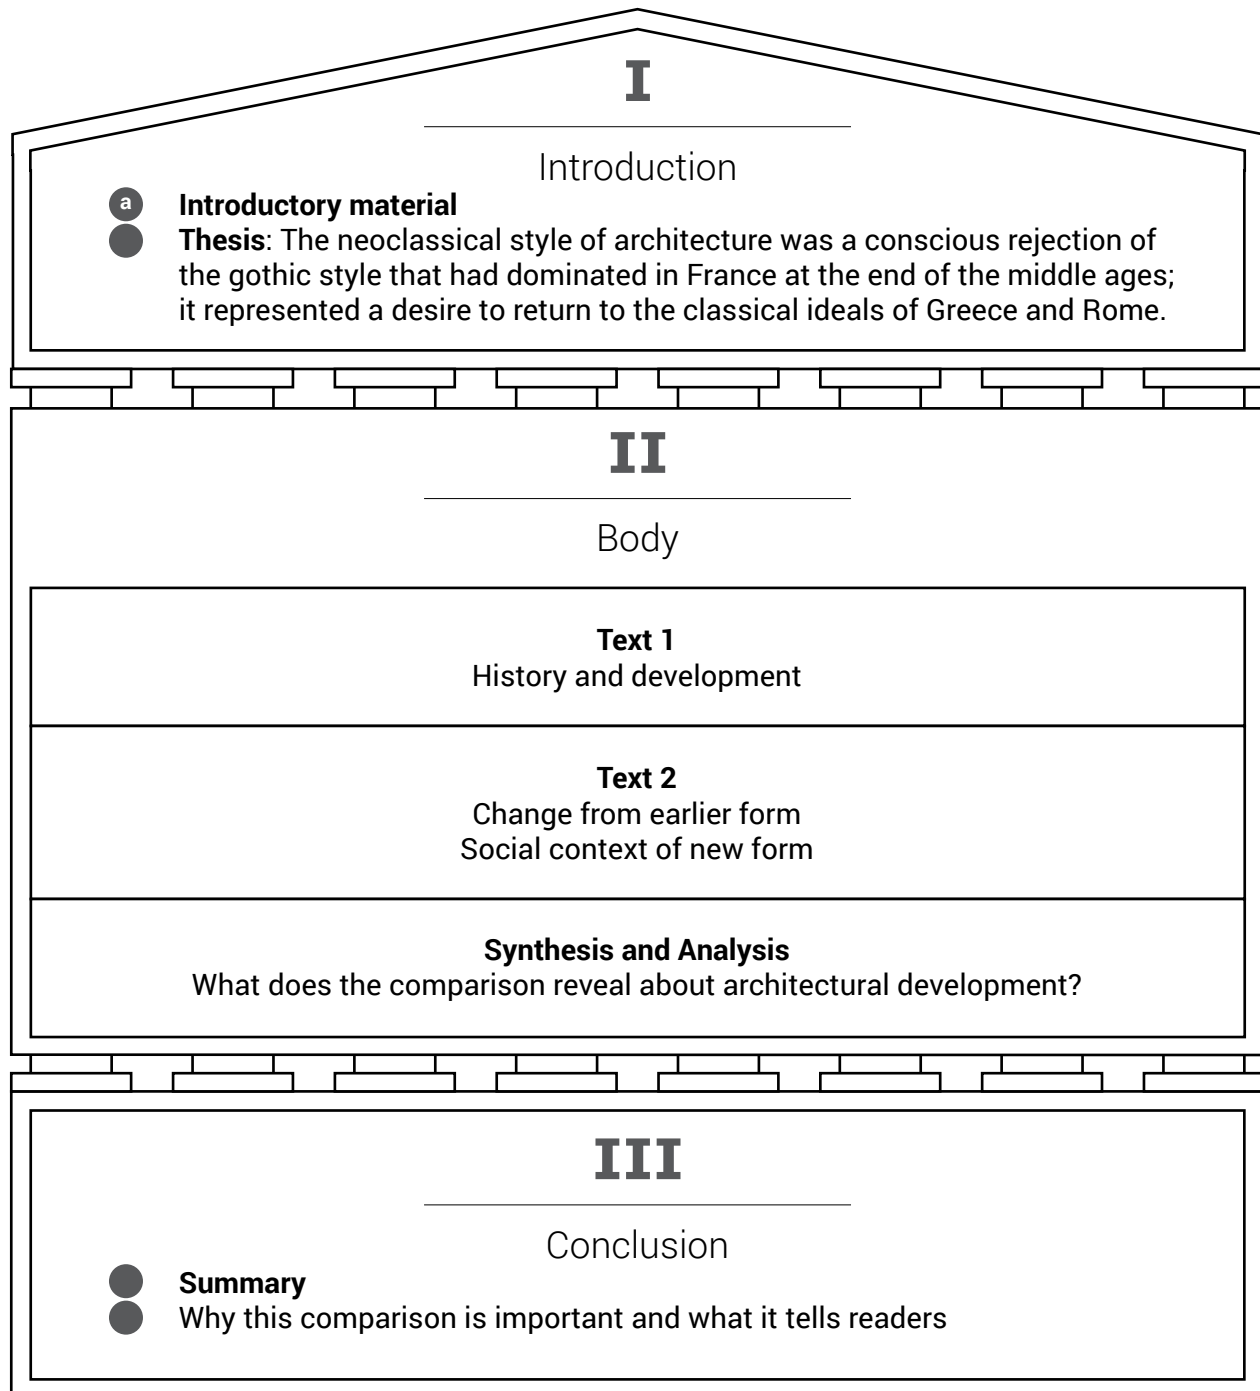 I
Introduction
a Introductory material
Thesis: The neoclassical style of architecture was a conscious rejection of
the gothic style that had dominated in France at the end of the middle ages;
it represented a desire to return to the classical ideals of Greece and Rome.
II
Body
Text 1
History and development
Text 2
Change from earlier form
Social context of new form
Synthesis and Analysis
What does the comparison reveal about architectural development?
III
Conclusion
Summary
Why this comparison is important and what it tells readers